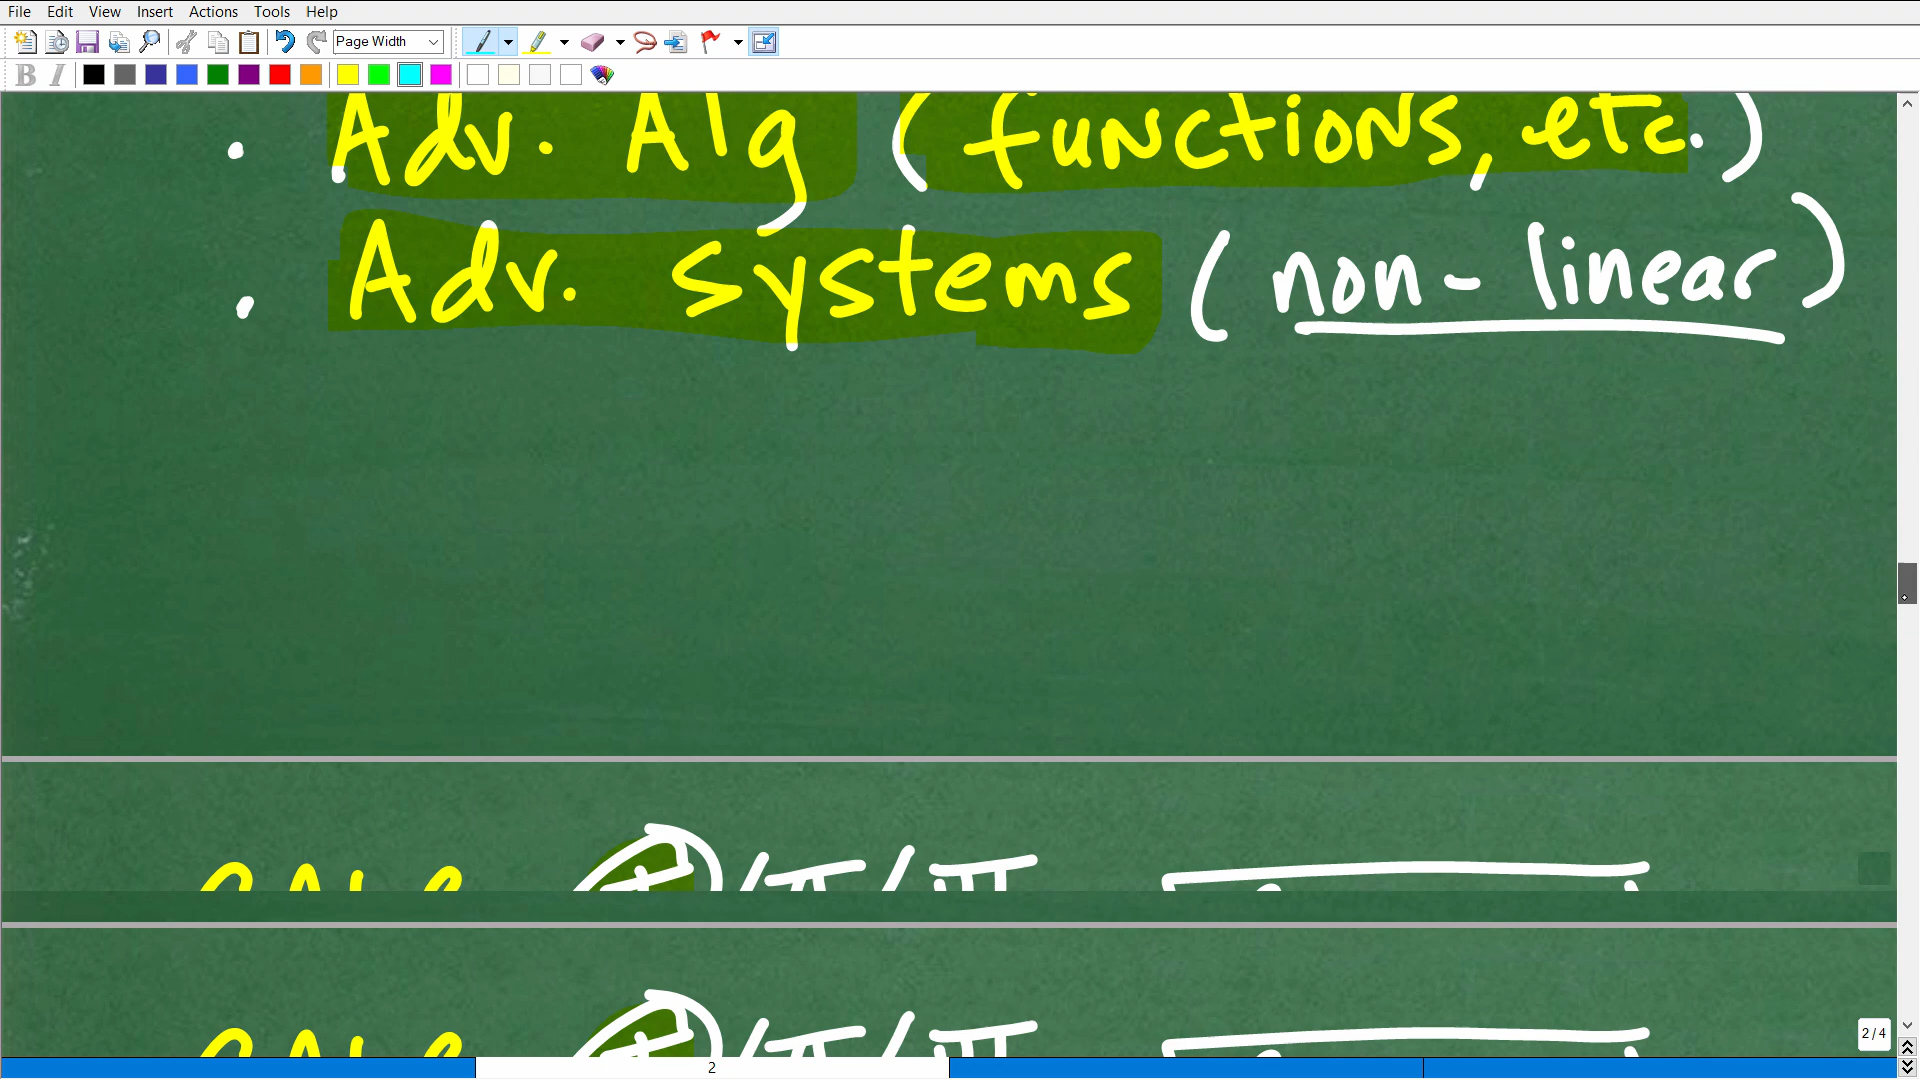 File Edit View Insert Actions Tools Help
Page Width
B I
. Adv. Alg (functions, etc.)
. Adv. systems (non-linear)
2 / 4
2